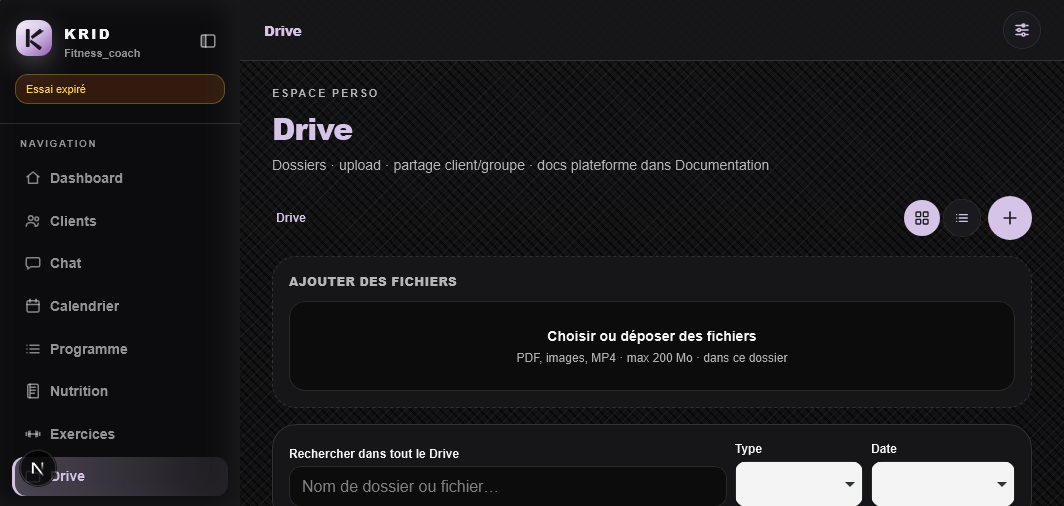 KRID
Fitness_coach
Essai expiré
NAVIGATION
Dashboard
Clients
Chat
Calendrier
Programme
Nutrition
Exercices
N
Drive
Drive
ESPACE PERSO
Drive
Dossiers · upload · partage client/groupe · docs plateforme dans Documentation
Drive
AJOUTER DES FICHIERS
Choisir ou déposer des fichiers
PDF, images, MP4 · max 200 Mo · dans ce dossier
Rechercher dans tout le Drive
Type
Date
Nom de dossier ou fichier…